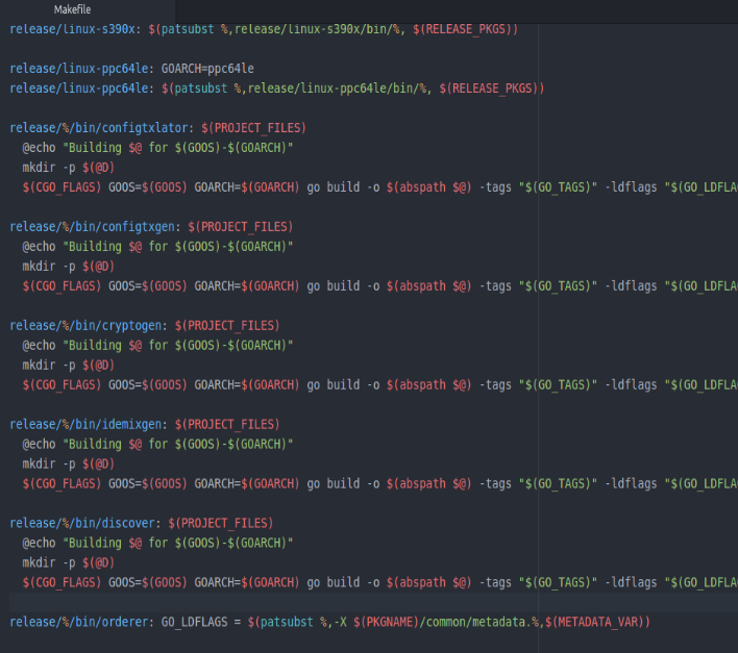 Makefile
release/linux-s390x: $(patsubst %,release/linux-s390x/bin/%, $(RELEASE_PKGS))
release/linux-ppc64le: GOARCH=ppc64le
release/linux-ppc64le: $(patsubst %,release/linux-ppc64le/bin/%, $(RELEASE_PKGS))
release/%/bin/configtxlator: $(PROJECT_FILES)
@echo "Building $@ for $(GOOS)-$(GOARCH)"
mkdir -p $(@D)
$(CGO_FLAGS) GOOS=$(GOOS) GOARCH=$(GOARCH) go build -o $(abspath $@) -tags "$(GO_TAGS)" -ldflags "$(GO_LDFLA
release/%/bin/configtxgen: $(PROJECT_FILES)
@echo "Building $@ for $(GOOS)-$(GOARCH)"
mkdir -p $(@D)
$(CGO_FLAGS) GOOS=$(GOOS) GOARCH=$(GOARCH) go build -o $(abspath $@) -tags "$(GO_TAGS)" -ldflags "$(GO_LDFLA
release/%/bin/cryptogen: $(PROJECT_FILES)
@echo "Building $@ for $(GOOS)-$(GOARCH)"
mkdir -p $(@D)
$(CGO_FLAGS) GOOS=$(GOOS) GOARCH=$(GOARCH) go build -o $(abspath $@) -tags "$(GO_TAGS)" -ldflags "$(GO_LDFLA
release/%/bin/idemixgen: $(PROJECT_FILES)
@echo "Building $@ for $(GOOS)-$(GOARCH)"
mkdir -p $(@D)
$(CGO_FLAGS) GOOS=$(GOOS) GOARCH=$(GOARCH) go build -o $(abspath $@) -tags "$(GO_TAGS)" -ldflags "$(GO_LDFLA
release/%/bin/discover: $(PROJECT_FILES)
@echo "Building $@ for $(GOOS)-$(GOARCH)"
mkdir -p $(@D)
$(CGO_FLAGS) GOOS=$(GOOS) GOARCH=$(GOARCH) go build -o $(abspath $@) -tags "$(GO_TAGS)" -ldflags "$(GO_LDFLA
release/%/bin/orderer: GO_LDFLAGS = $(patsubst %,-X $(PKGNAME)/common/metadata.%,$(METADATA_VAR))